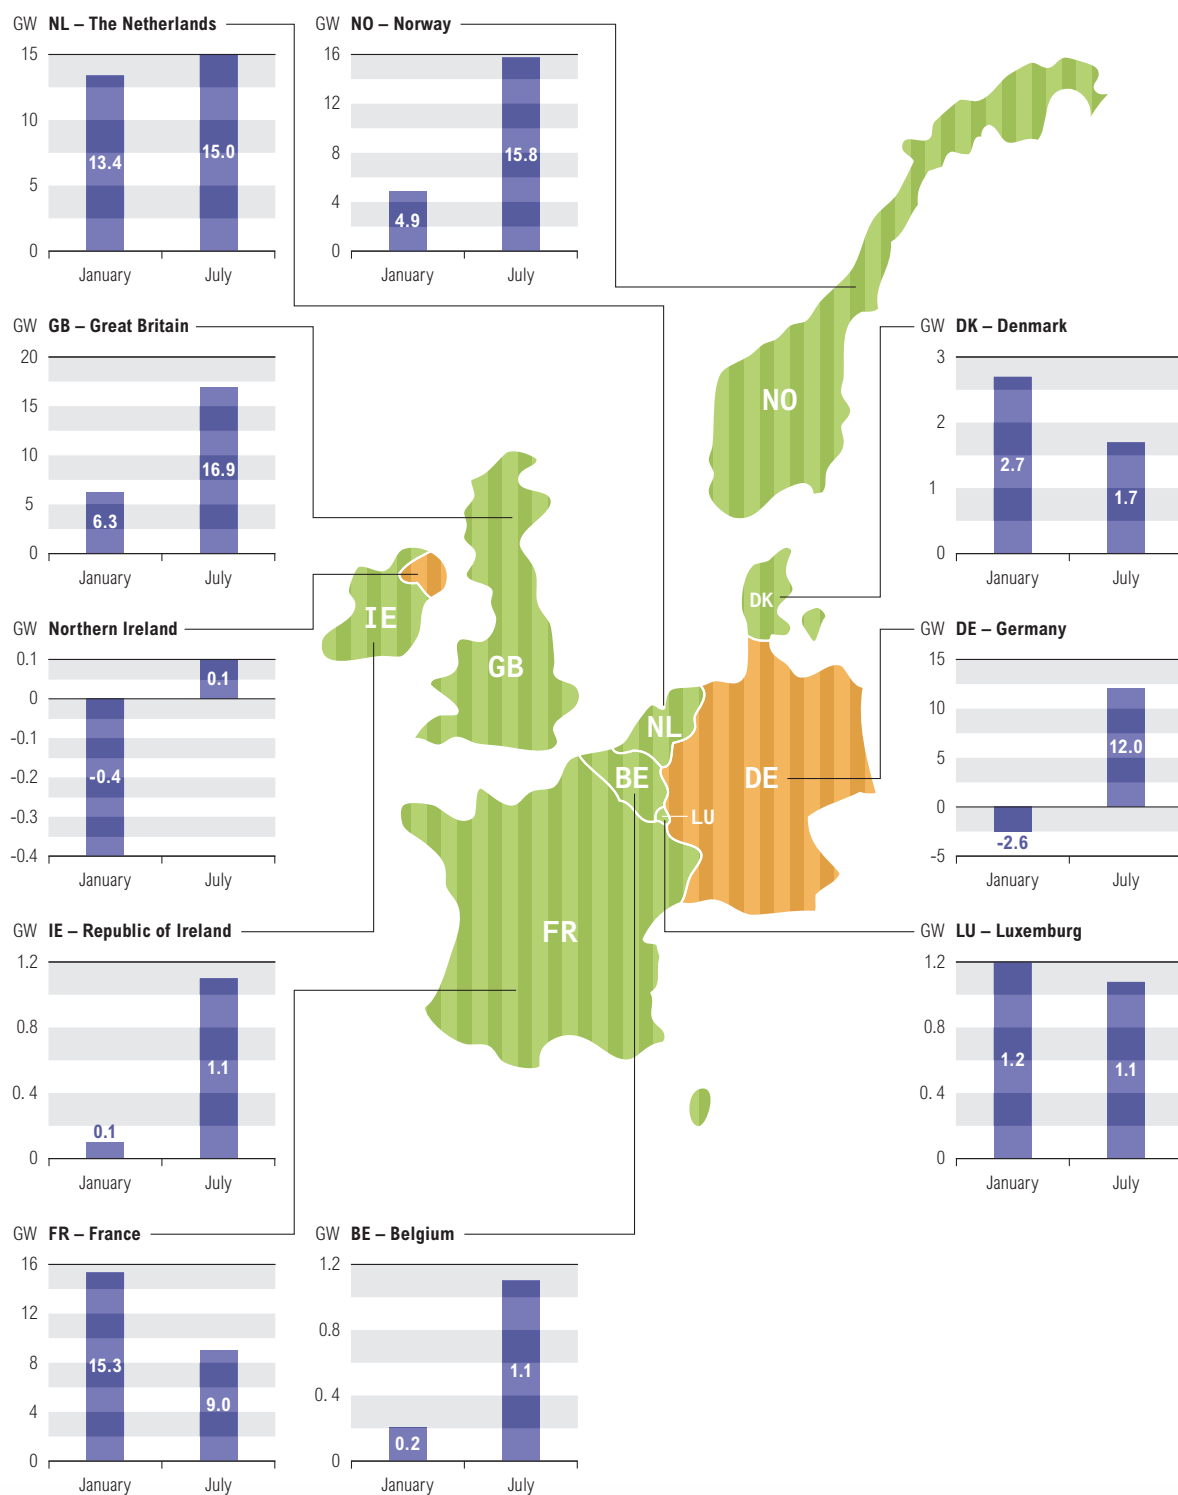 GW NL – The Netherlands
15
10
5
0
13.4
15.0
January July
GW NO – Norway
16
12
8
4
0
4.9
15.8
January July
GW GB – Great Britain
20
15
10
5
0
6.3
16.9
January July
GW DK – Denmark
3
2
1
0
2.7
1.7
January July
GW Northern Ireland
0.1
0
-0.1
-0.2
-0.3
-0.4
-0.4
0.1
January July
GW DE – Germany
15
10
5
0
-5
-2.6
12.0
January July
GW IE – Republic of Ireland
1.2
0.8
0.4
0
0.1
1.1
January July
GW LU – Luxemburg
1.2
0.8
0.4
0
1.2
1.1
January July
GW FR – France
16
12
8
4
0
15.3
9.0
January July
GW BE – Belgium
1.2
0.8
0.4
0
0.2
1.1
January July
NO
DK
IE
GB
NL
BE
DE
LU
FR